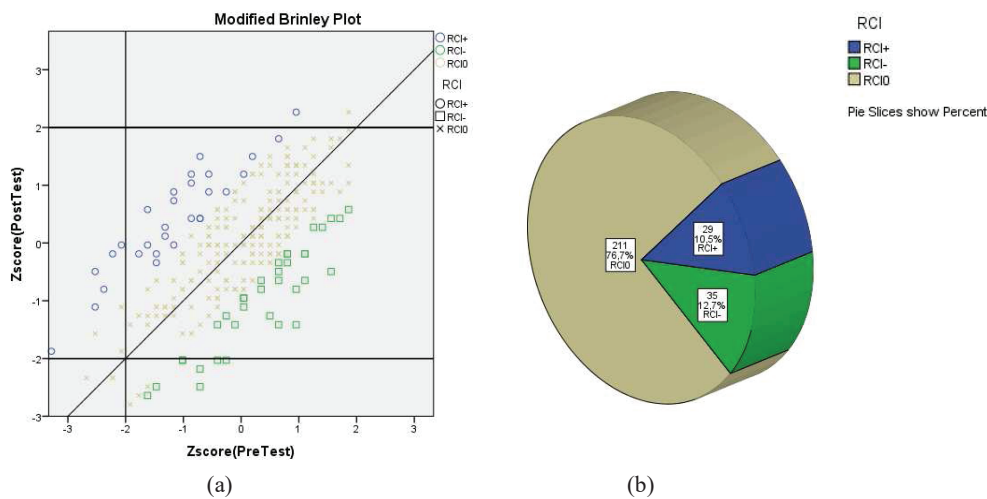 Modified Brinley Plot
3
2
1
0
-1
-2
-3
-3
-2
-1
0
1
2
3
Zscore(PostTest)
Zscore(PreTest)
RCI+
RCI-
RCI0
RCI
RCI+
RCI-
RCI0
(a)
RCI
RCI+
RCI-
RCI0
Pie Slices show Percent
211
76,7%
RCI0
29
10,5%
RCI+
35
12,7%
RCI-
(b)